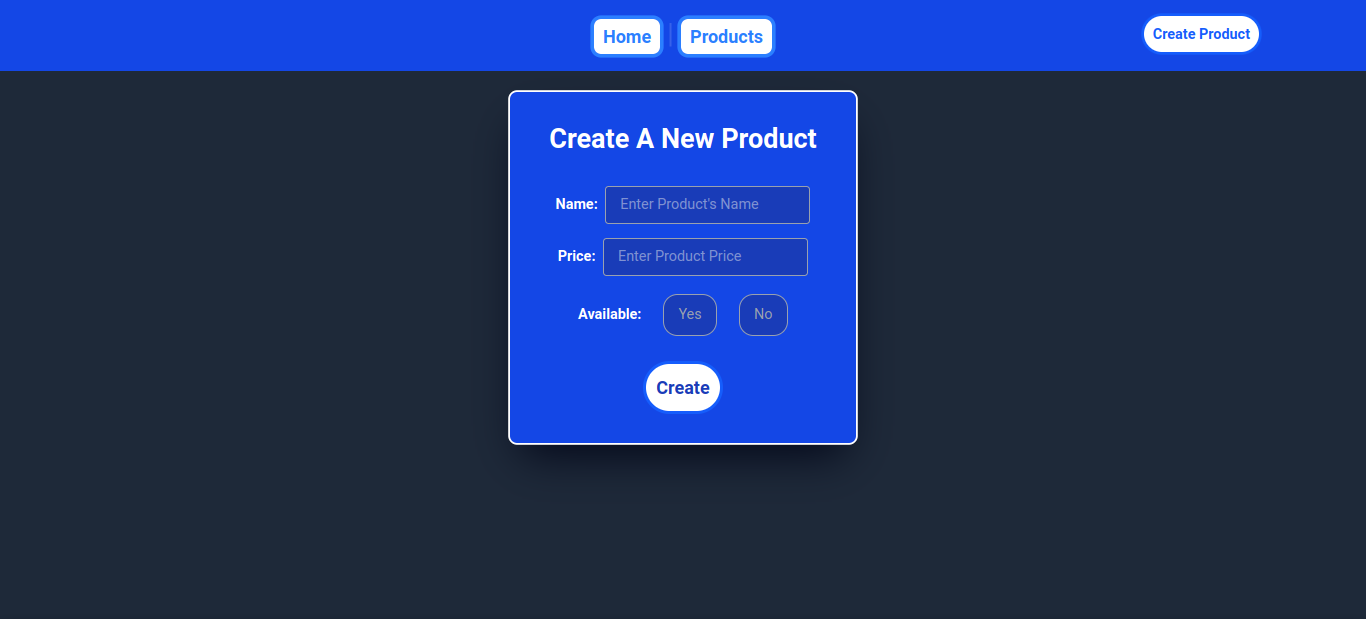 Home | Products Create Product
Create A New Product
Name: Enter Product's Name
Price: Enter Product Price
Available: Yes No
Create